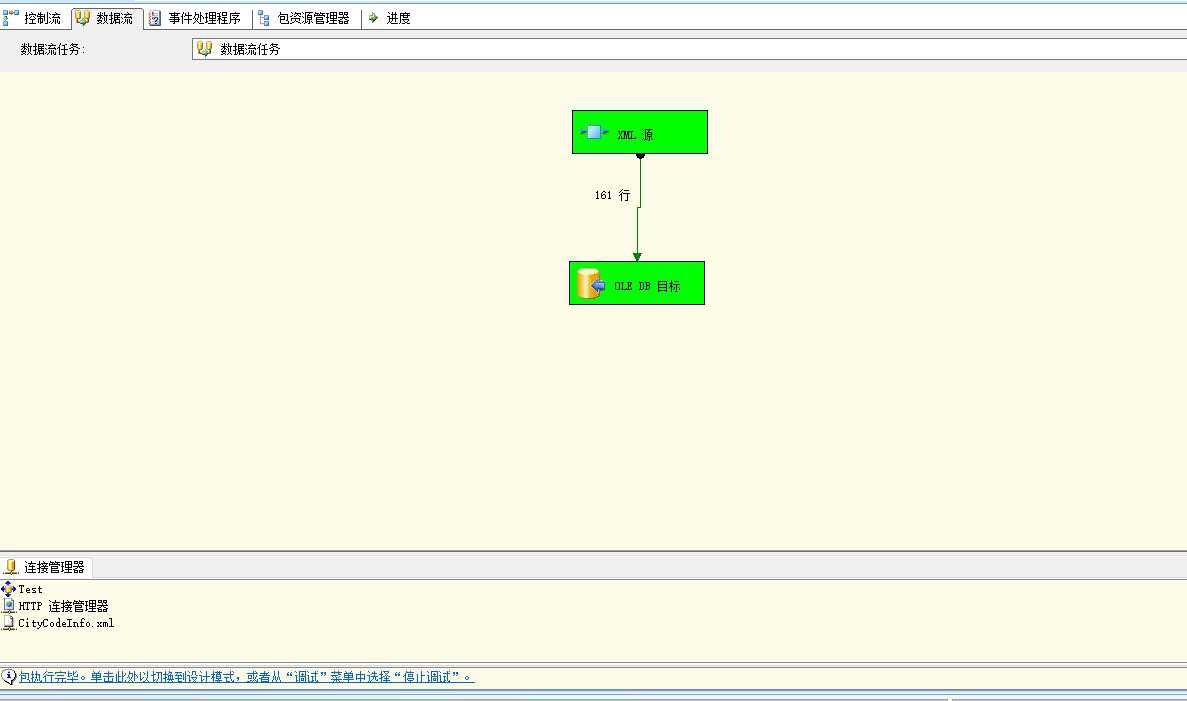 控制流 数据流 事件处理程序 包资源管理器 进度
数据流任务: 数据流任务
XML 源
161 行
OLE DB 目标
连接管理器
Test
HTTP 连接管理器
CityCodeInfo.xml
包执行完毕。单击此处以切换到设计模式，或者从“调试”菜单中选择“停止调试”。